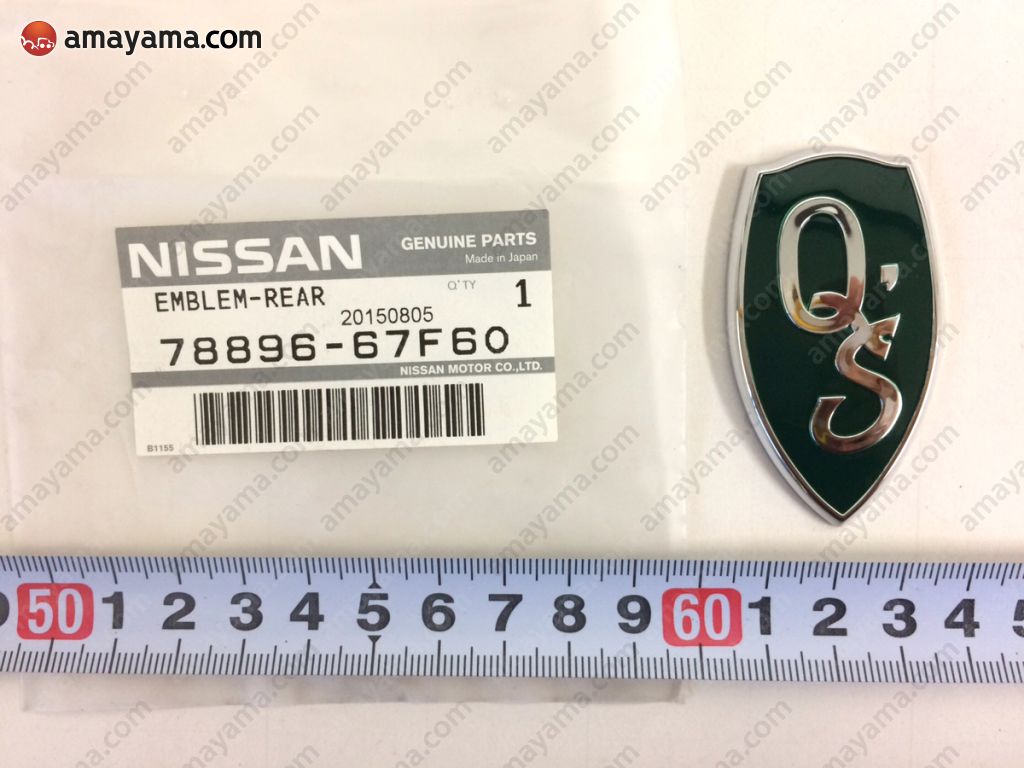 amayama.com
NISSAN
GENUINE PARTS
Made in Japan
EMBLEM-REAR
Q'TY 1
20150805
78896-67F60
NISSAN MOTOR CO.,LTD.
B1155
Q's
50 1 2 3 4 5 6 7 8 9 60 1 2 3 4 5